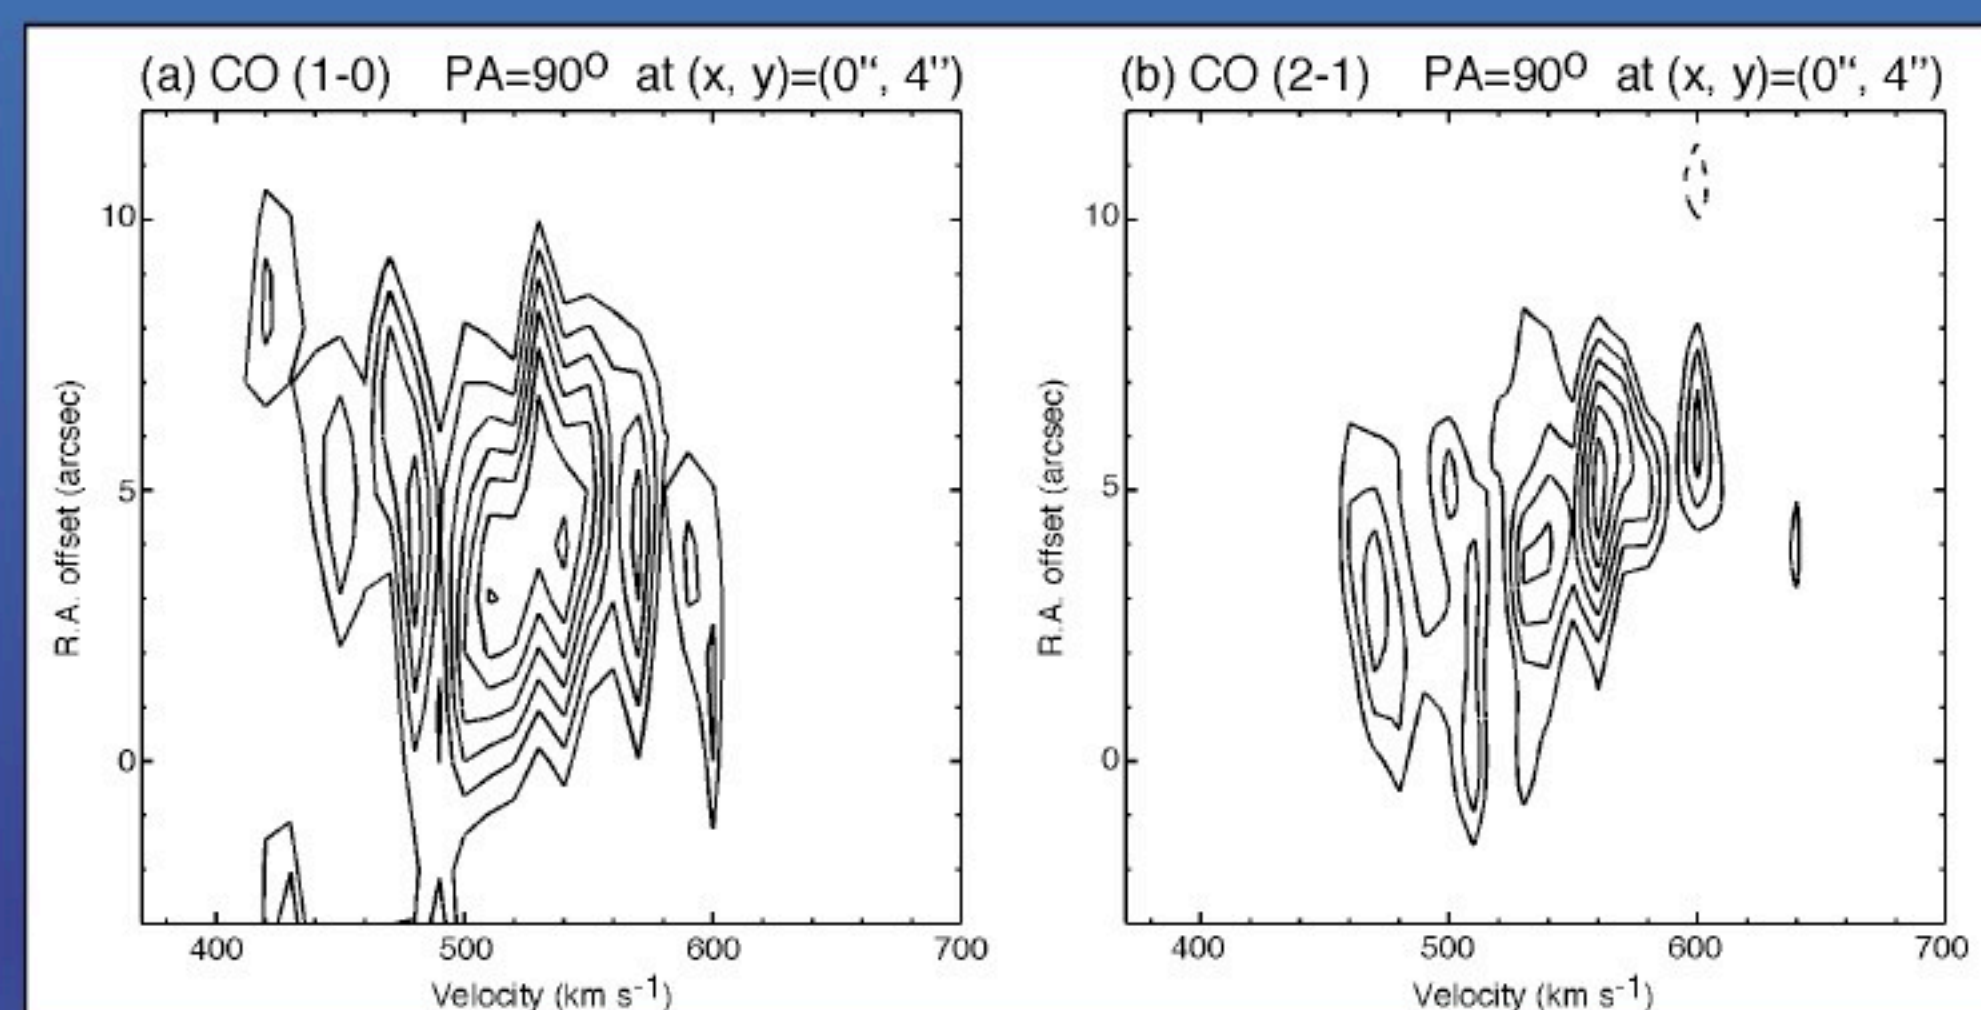 (a) CO (1-0) PA=90º at (x, y)=(0“, 4”)
10
5
0
R.A. offset (arcsec)
400 500 600 700
Velocity (km s-1)
(b) CO (2-1) PA=90º at (x, y)=(0“, 4”)
10
5
0
R.A. offset (arcsec)
400 500 600 700
Velocity (km s-1)